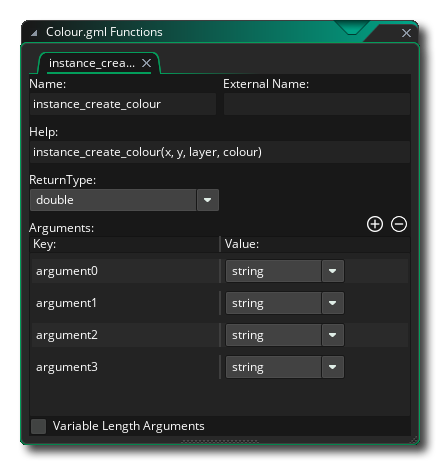 Colour.gml Functions
instance_crea...
Name: External Name:
instance_create_colour
Help:
instance_create_colour(x, y, layer, colour)
ReturnType:
double
Arguments:
Key: Value:
argument0 string
argument1 string
argument2 string
argument3 string
Variable Length Arguments